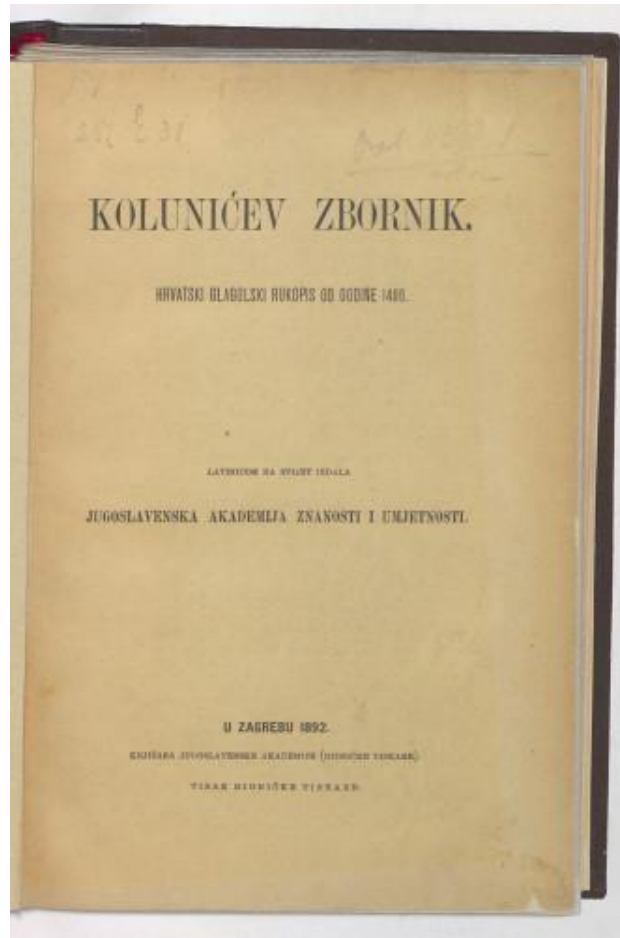 KOLUNIĆEV ZBORNIK.
HRVATSKI GLAGOLSKI RUKOPIS OD GODINE 1486.
LATINICOM NA SVIJET IZDALA
JUGOSLAVENSKA AKADEMIJA ZNANOSTI I UMJETNOSTI.
U ZAGREBU 1892.
KNJIŽARA JUGOSLAVENSKE AKADEMIJE (DIONIČKE TISKARE).
TISAK DIONIČKE TISKARE.